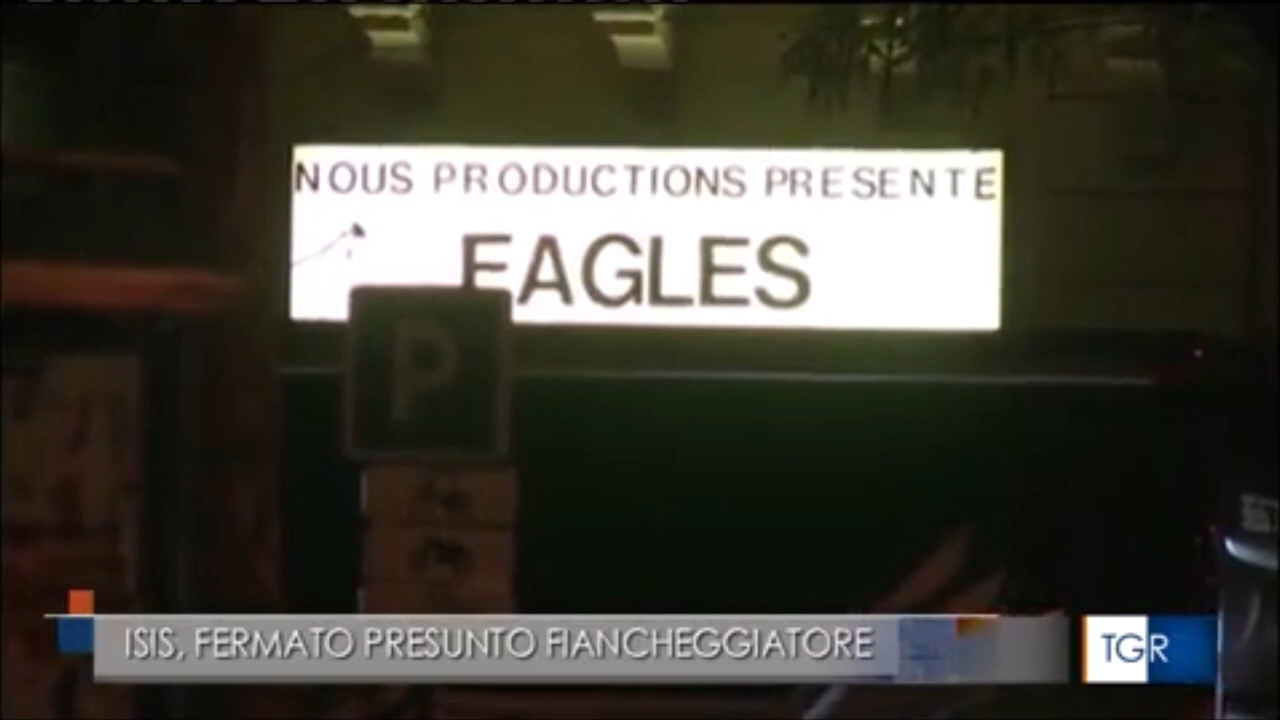 NOUS PRODUCTIONS PRESENTE
EAGLES
P
ISIS, FERMATO PRESUNTO FIANCHEGGIATORE
TGR